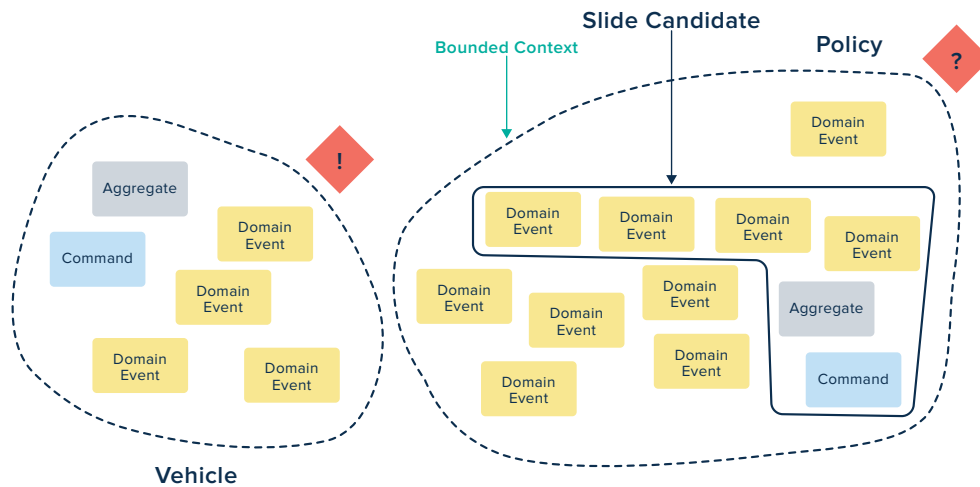 Slide Candidate
Bounded Context
Policy
?
Domain
Event
!
Aggregate
Command
Domain
Event
Domain
Event
Domain
Event
Domain
Event
Vehicle
Domain
Event
Domain
Event
Domain
Event
Domain
Event
Domain
Event
Domain
Event
Domain
Event
Domain
Event
Domain
Event
Aggregate
Command